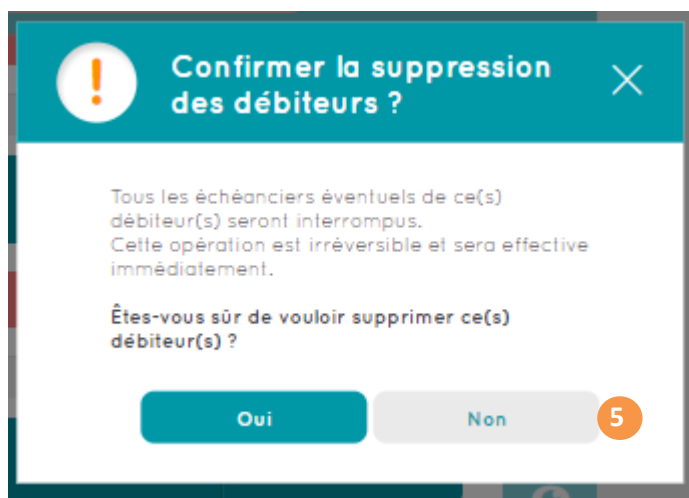 !
Confirmer la suppression
des débiteurs ?
Tous les échéanciers éventuels de ce(s)
débiteur(s) seront interrompus.
Cette opération est irréversible et sera effective
immédiatement.
Êtes-vous sûr de vouloir supprimer ce(s)
débiteur(s) ?
Oui
Non
5